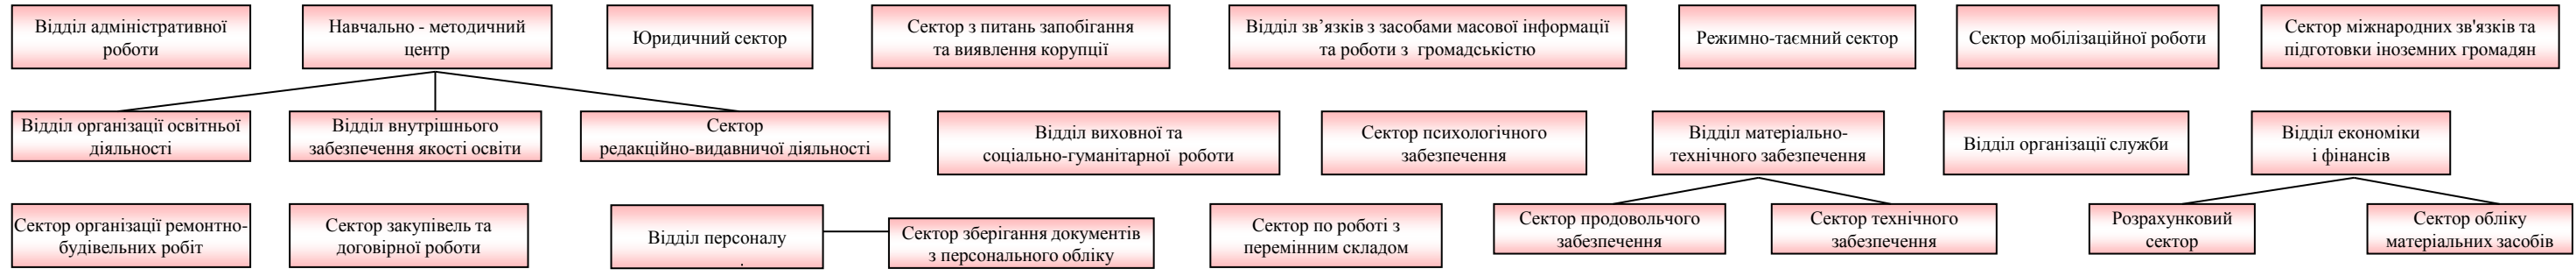 Відділ адміністративної
роботи
Навчально - методичний
центр
Юридичний сектор
Сектор з питань запобігання
та виявлення корупції
Відділ зв’язків з засобами масової інформації
та роботи з громадськістю
Режимно-таємний сектор
Сектор мобілізаційної роботи
Сектор міжнародних зв'язків та
підготовки іноземних громадян
Відділ організації освітньої
діяльності
Відділ внутрішнього
забезпечення якості освіти
Сектор
редакційно-видавничої діяльності
Відділ виховної та
соціально-гуманітарної роботи
Сектор психологічного
забезпечення
Відділ матеріально-
технічного забезпечення
Відділ організації служби
Відділ економіки
і фінансів
Сектор організації ремонтно-
будівельних робіт
Сектор закупівель та
договірної роботи
Відділ персоналу
.
Сектор зберігання документів
з персонального обліку
Сектор по роботі з
перемінним складом
Сектор продовольчого
забезпечення
Сектор технічного
забезпечення
Розрахунковий
сектор
Сектор обліку
матеріальних засобів